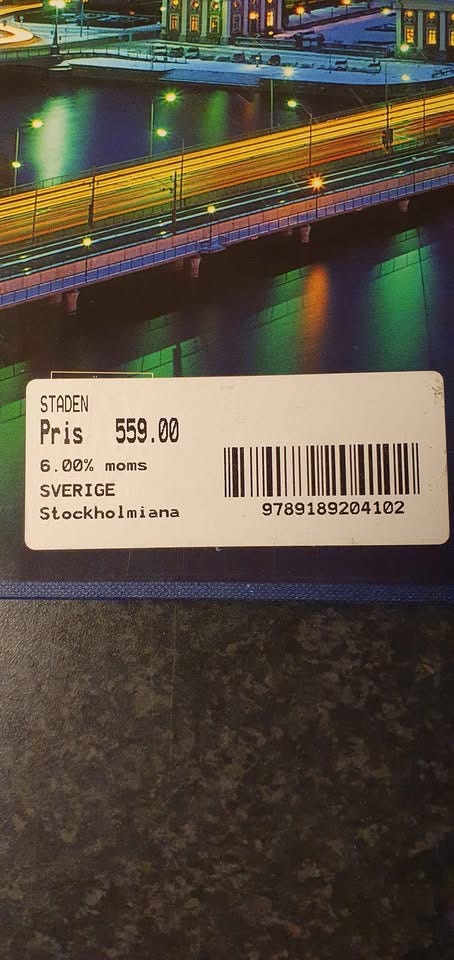 STADEN
Pris 559.00
6.00% moms
SVERIGE
Stockholmiana
9789189204102